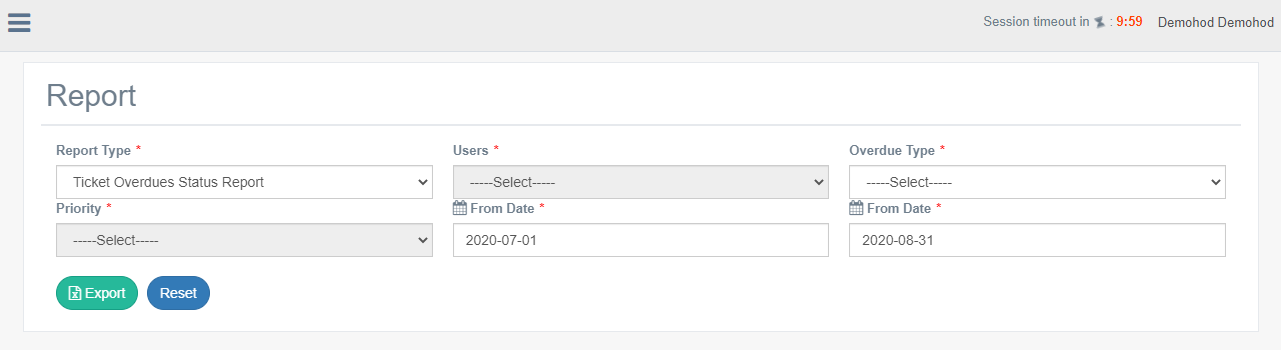 Session timeout in : 9:59 Demohod Demohod
Report
Report Type * Users * Overdue Type *
Ticket Overdues Status Report -----Select----- -----Select-----
Priority * From Date * From Date *
-----Select----- 2020-07-01 2020-08-31
Export Reset